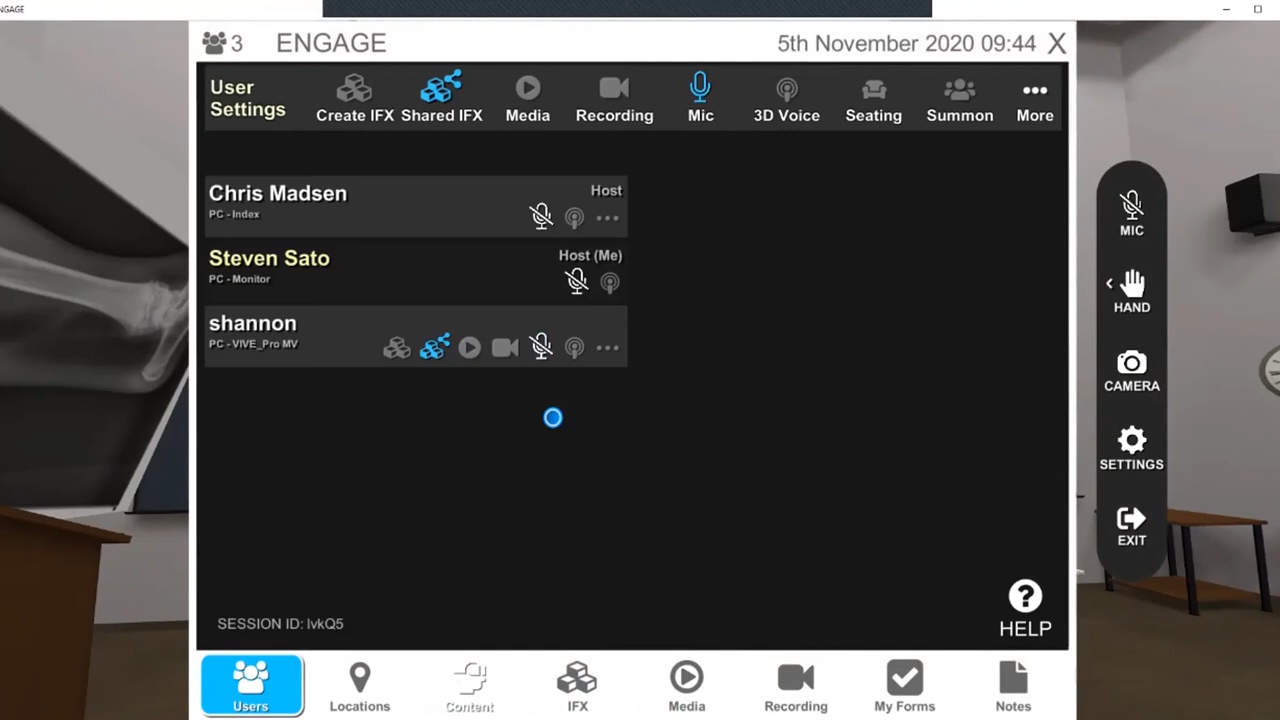 NGAGE
3 ENGAGE 5th November 2020 09:44 X
User Settings
Create IFX Shared IFX Media Recording Mic 3D Voice Seating Summon More
Chris Madsen Host
PC - Index
Steven Sato Host (Me)
PC - Monitor
shannon
PC - VIVE_Pro MV
MIC
HAND
CAMERA
SETTINGS
EXIT
SESSION ID: lvkQ5
? HELP
Users Locations Content IFX Media Recording My Forms Notes